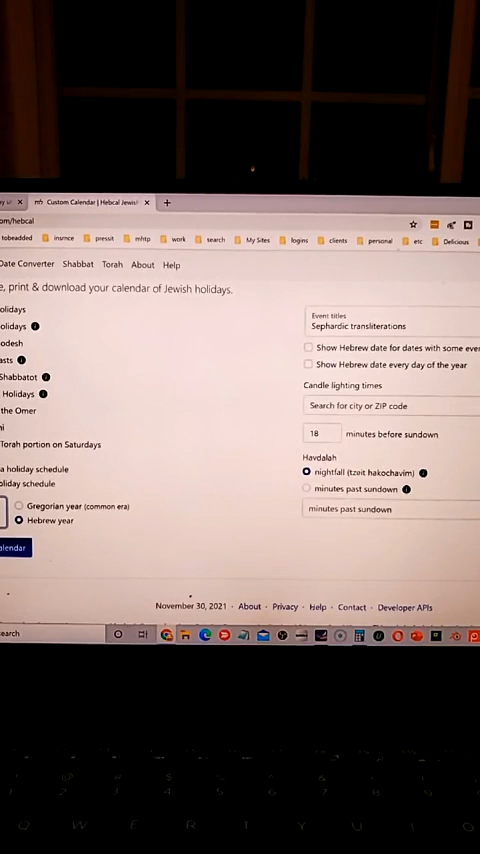 Custom Calendar | Hebcal Jewish
om/hebcal
tobeadded insrnce pressit mhtp work search My Sites logins clients personal etc Delicious
Date Converter Shabbat Torah About Help
e, print & download your calendar of Jewish holidays.
olidays
olidays
odesh
asts
Shabbatot
Holidays
the Omer
mi
Torah portion on Saturdays
a holiday schedule
oliday schedule
Gregorian year (common era)
Hebrew year
alendar
Event titles
Sephardic transliterations
Show Hebrew date for dates with some even
Show Hebrew date every day of the year
Candle lighting times
Search for city or ZIP code
18 minutes before sundown
Havdalah
nightfall (tzeit hakochavim)
minutes past sundown
minutes past sundown
November 30, 2021 · About · Privacy · Help · Contact · Developer APIs
earch
Q W E R T Y U I O